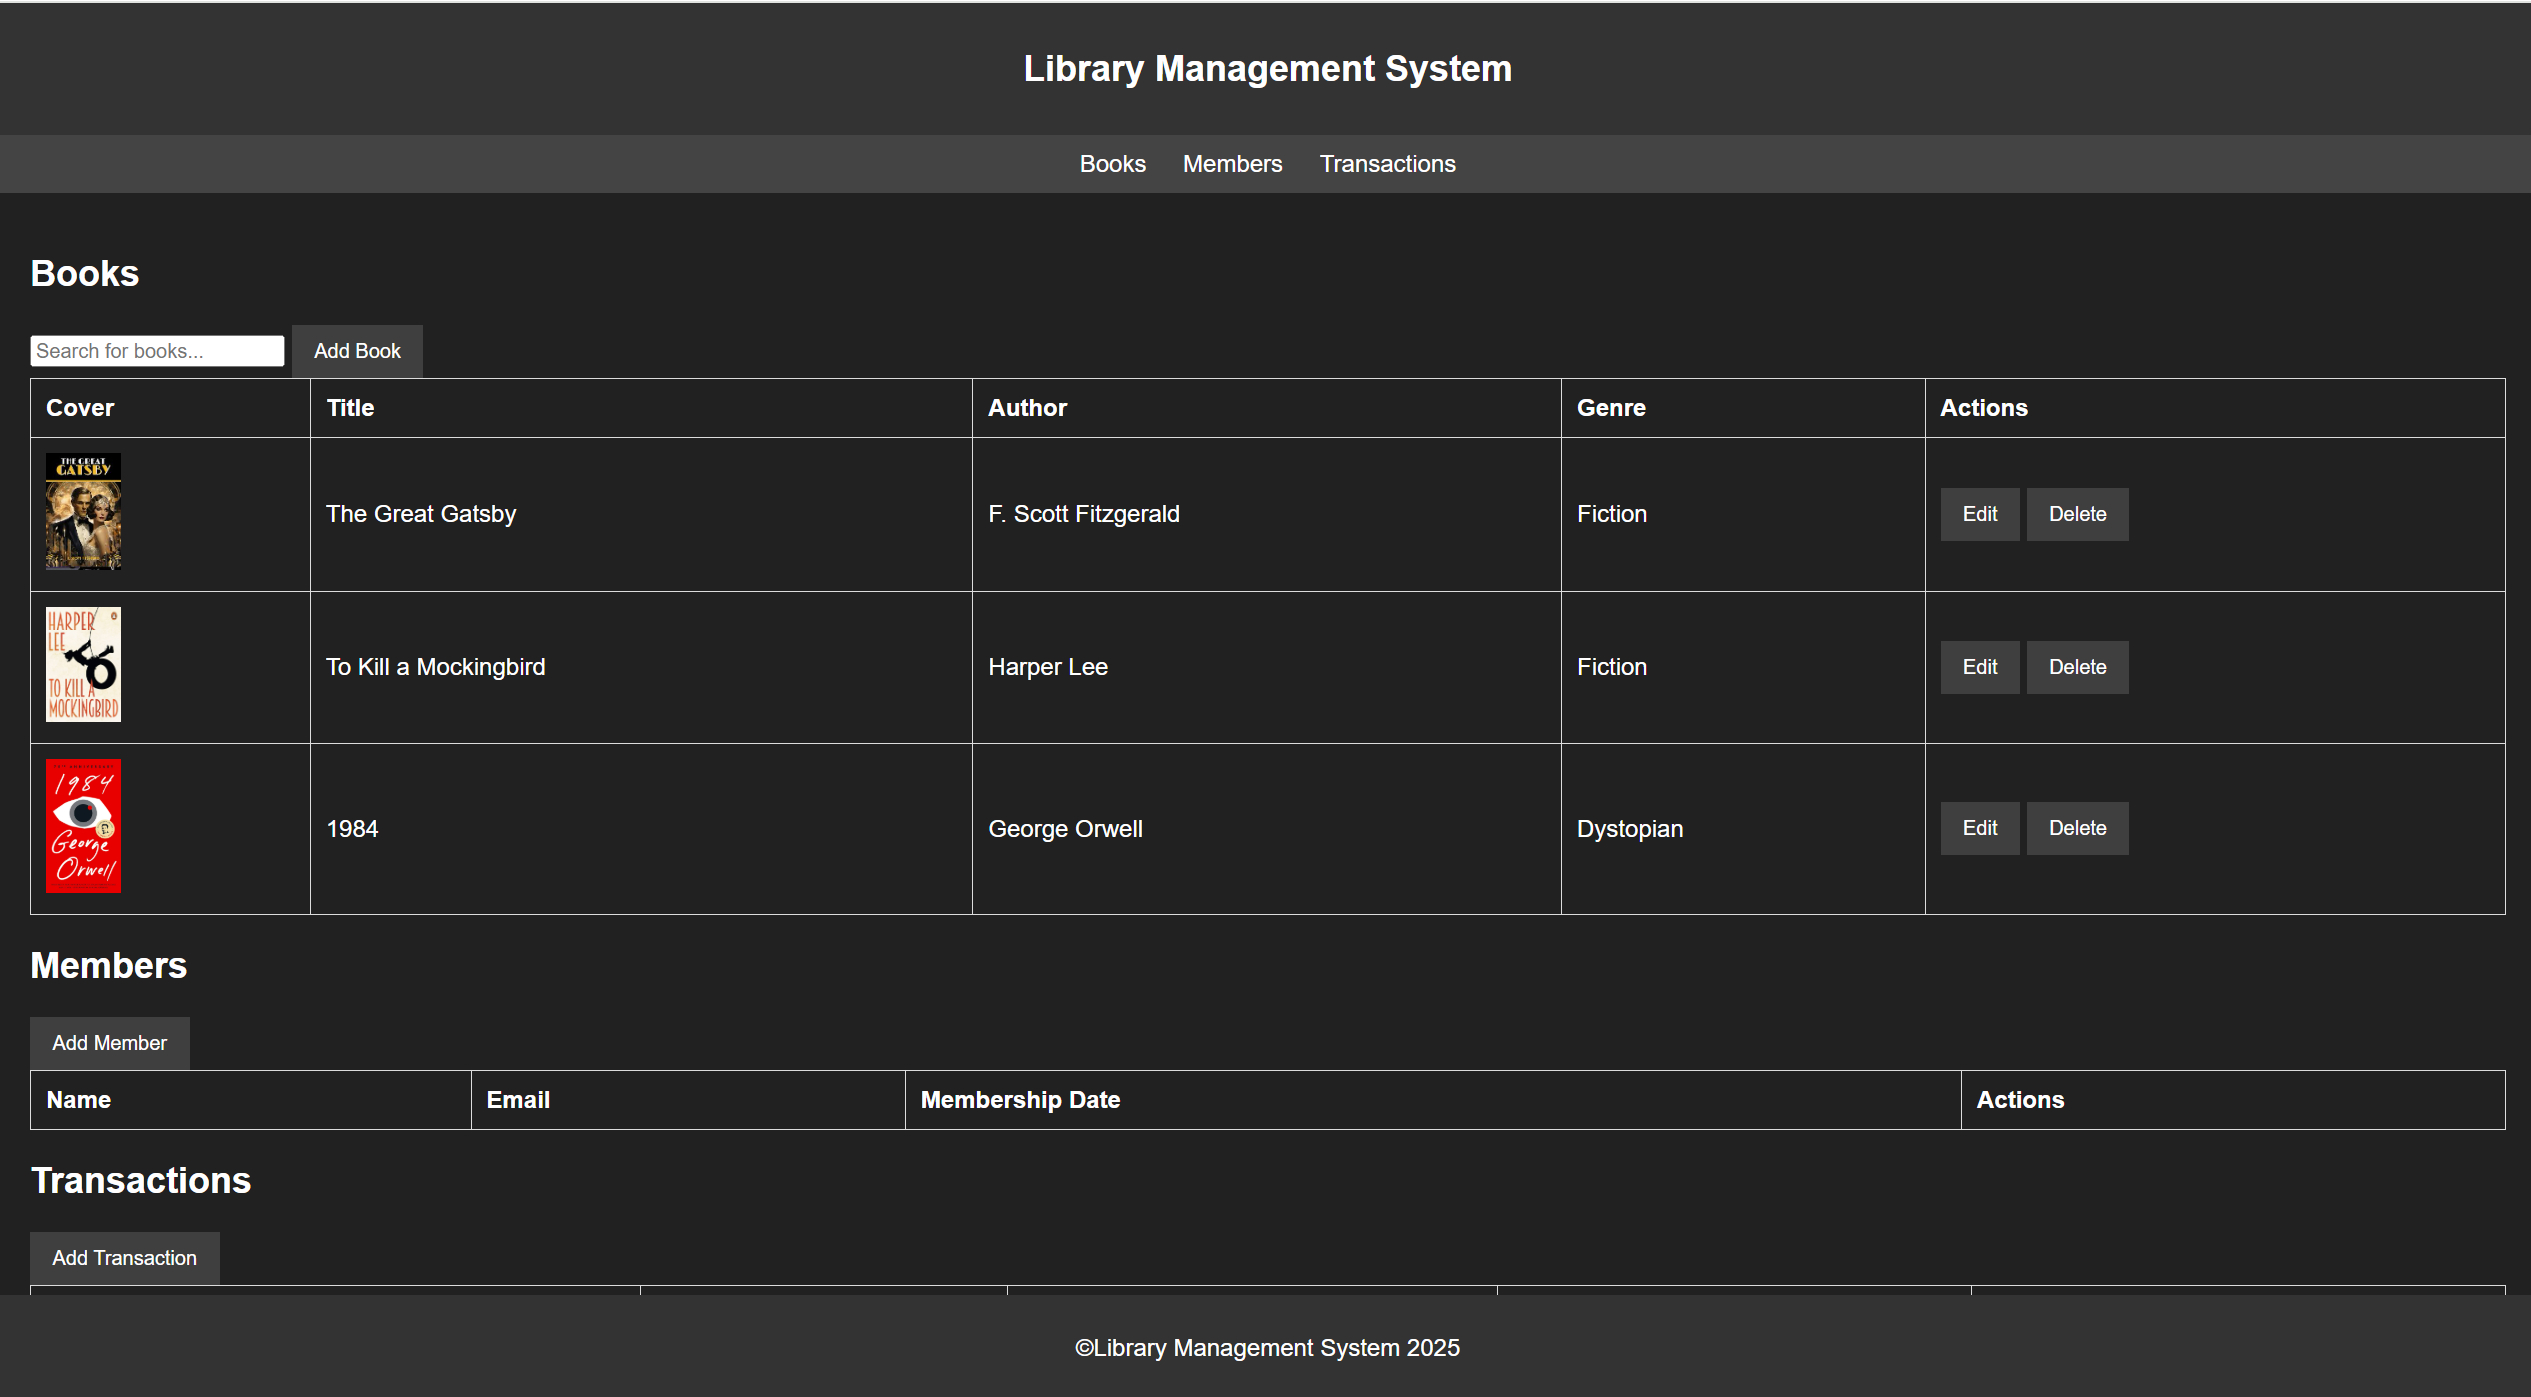 Library Management System
Books Members Transactions
Books
Search for books... Add Book
Cover Title Author Genre Actions
THE GREAT
GATSBY
The Great Gatsby F. Scott Fitzgerald Fiction Edit Delete
HARPER
LEE
TO KILL A
MOCKINGBIRD
To Kill a Mockingbird Harper Lee Fiction Edit Delete
1984
George
Orwell
1984 George Orwell Dystopian Edit Delete
Members
Add Member
Name Email Membership Date Actions
Transactions
Add Transaction
©Library Management System 2025